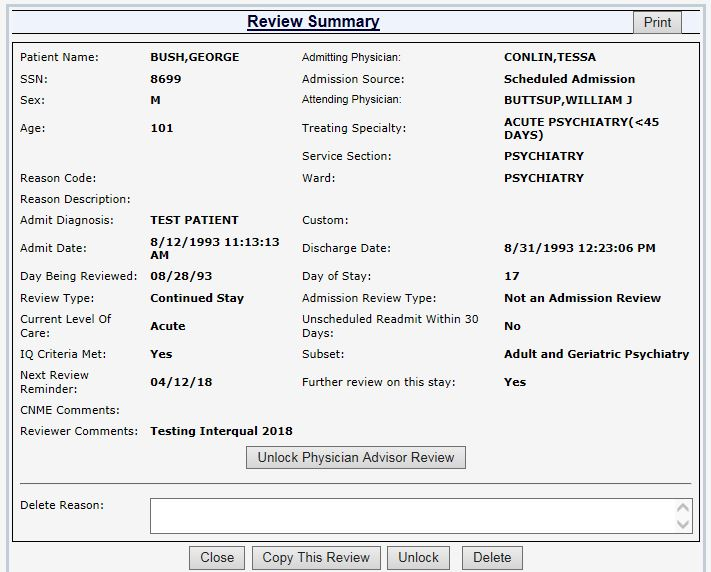 Review Summary
Print
Patient Name: BUSH,GEORGE Admitting Physician: CONLIN,TESSA
SSN: 8699 Admission Source: Scheduled Admission
Sex: M Attending Physician: BUTTSUP,WILLIAM J
Age: 101 Treating Specialty: ACUTE PSYCHIATRY(<45
DAYS)
Service Section: PSYCHIATRY
Reason Code: Ward: PSYCHIATRY
Reason Description:
Admit Diagnosis: TEST PATIENT Custom:
Admit Date: 8/12/1993 11:13:13
AM Discharge Date: 8/31/1993 12:23:06 PM
Day Being Reviewed: 08/28/93 Day of Stay: 17
Review Type: Continued Stay Admission Review Type: Not an Admission Review
Current Level Of
Care: Acute Unscheduled Readmit Within 30
Days: No
IQ Criteria Met: Yes Subset: Adult and Geriatric Psychiatry
Next Review
Reminder: 04/12/18 Further review on this stay: Yes
CNME Comments:
Reviewer Comments: Testing Interqual 2018
Unlock Physician Advisor Review
Delete Reason:
Close Copy This Review Unlock Delete